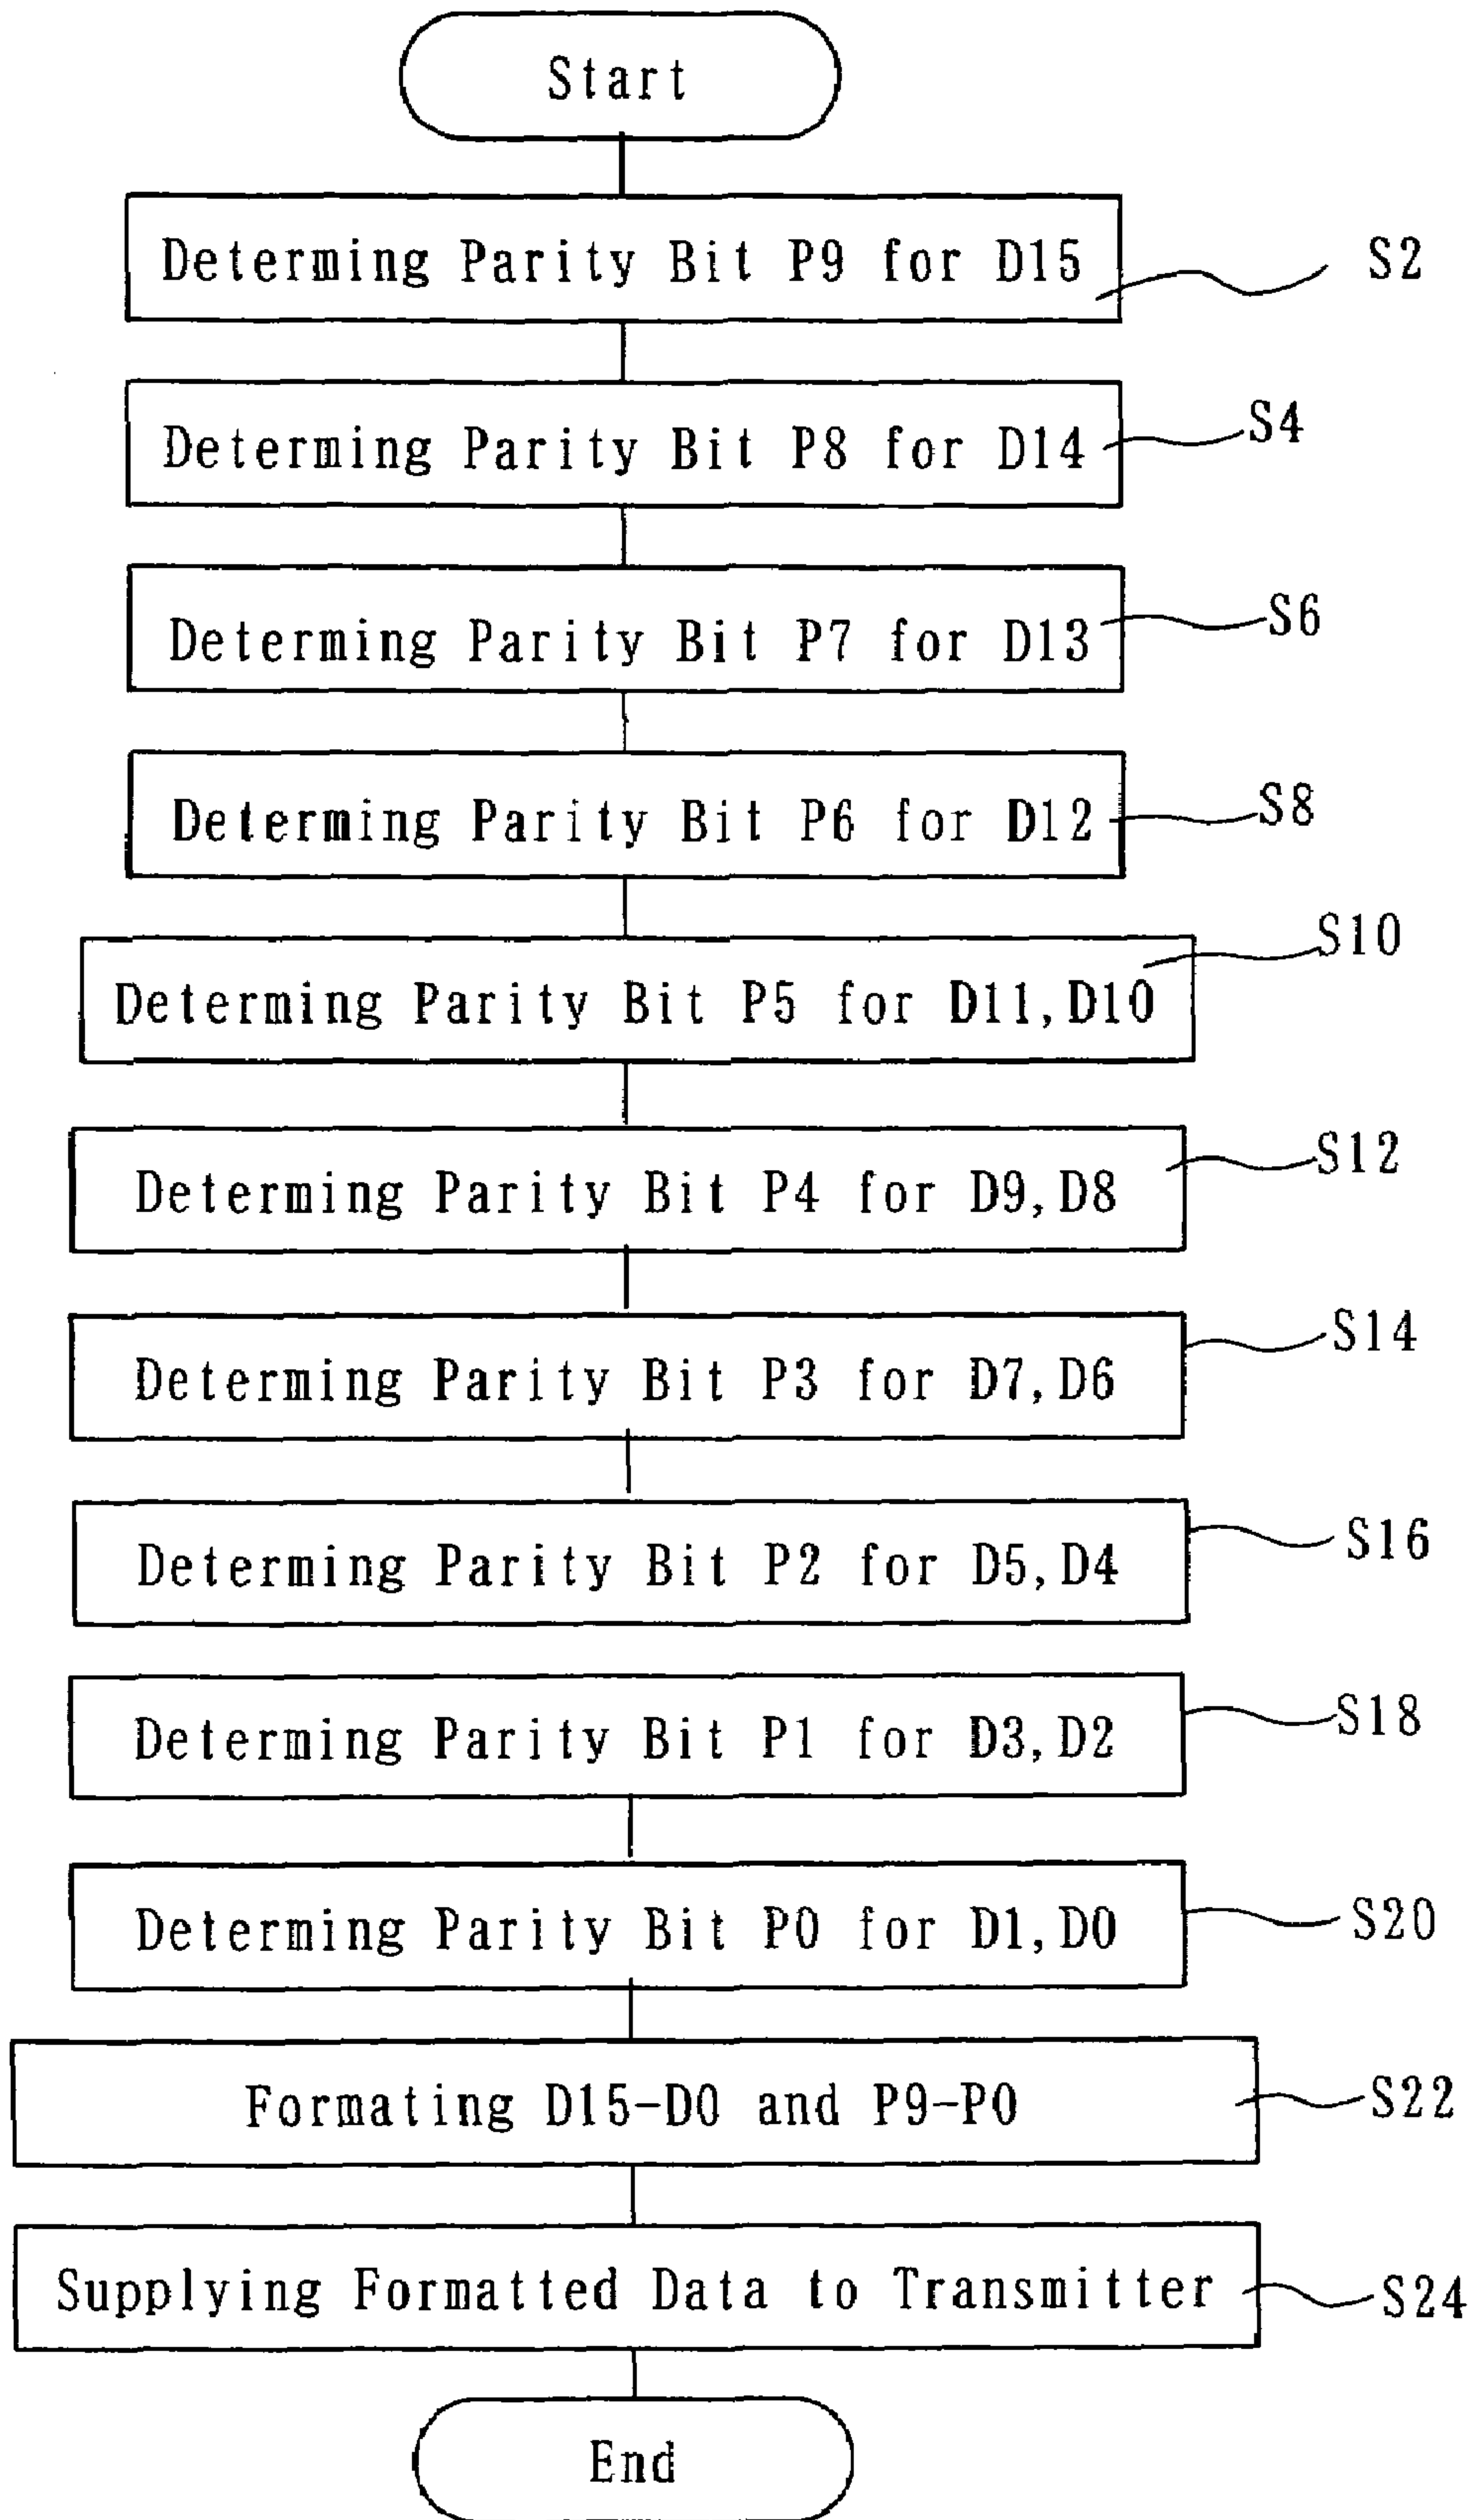 Start
Determing Parity Bit P9 for D15
S2
Determing Parity Bit P8 for D14
S4
Determing Parity Bit P7 for D13
S6
Determing Parity Bit P6 for D12
S8
Determing Parity Bit P5 for D11,D10
S10
Determing Parity Bit P4 for D9,D8
S12
Determing Parity Bit P3 for D7,D6
S14
Determing Parity Bit P2 for D5,D4
S16
Determing Parity Bit P1 for D3,D2
S18
Determing Parity Bit P0 for D1,D0
S20
Formating D15-D0 and P9-P0
S22
Supplying Formatted Data to Transmitter
S24
End